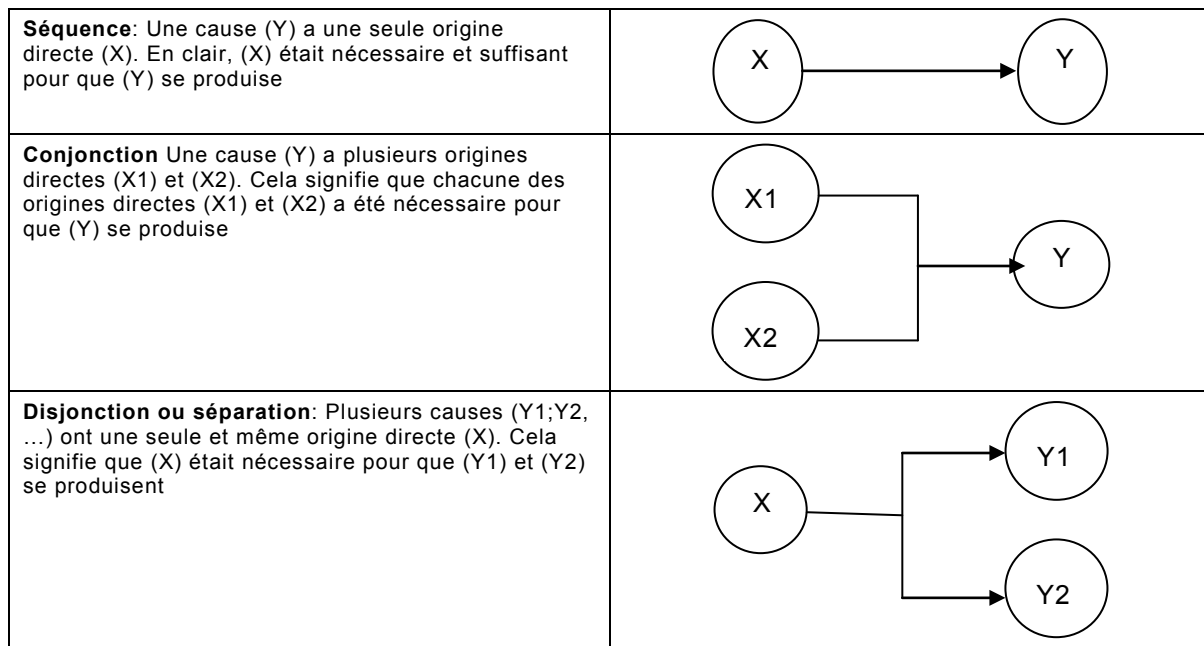 Séquence: Une cause (Y) a une seule origine
directe (X). En clair, (X) était nécessaire et suffisant
pour que (Y) se produise
X
Y
Conjonction Une cause (Y) a plusieurs origines
directes (X1) et (X2). Cela signifie que chacune des
origines directes (X1) et (X2) a été nécessaire pour
que (Y) se produise
X1
Y
X2
Disjonction ou séparation: Plusieurs causes (Y1;Y2,
…) ont une seule et même origine directe (X). Cela
signifie que (X) était nécessaire pour que (Y1) et (Y2)
se produisent
Y1
X
Y2